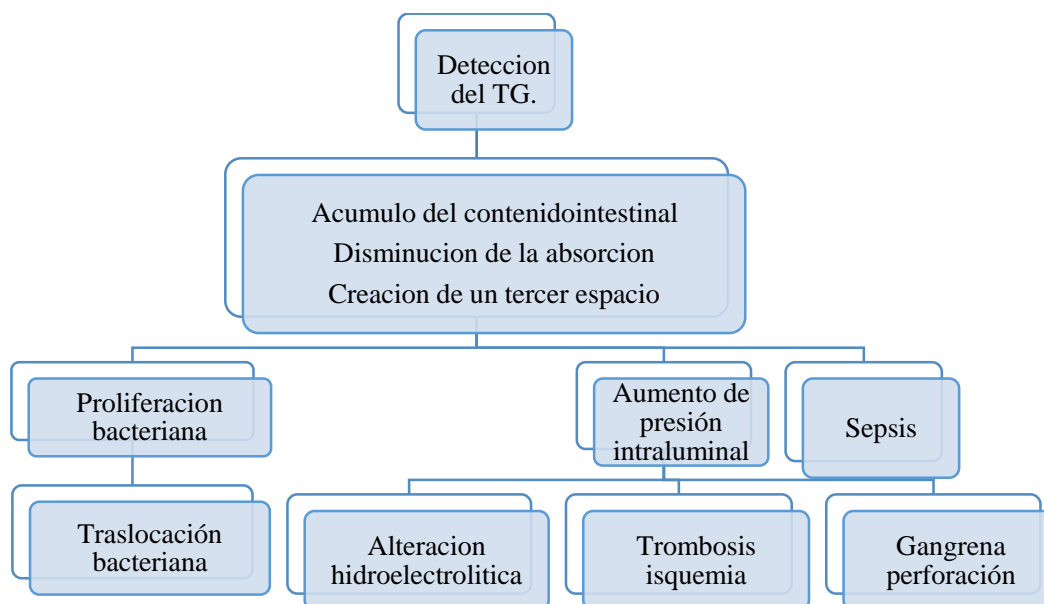 Deteccion
del TG.
Acumulo del contenidointestinal
Disminucion de la absorcion
Creacion de un tercer espacio
Proliferacion
bacteriana
Aumento de
presión
intraluminal
Sepsis
Traslocación
bacteriana
Alteracion
hidroelectrolitica
Trombosis
isquemia
Gangrena
perforación